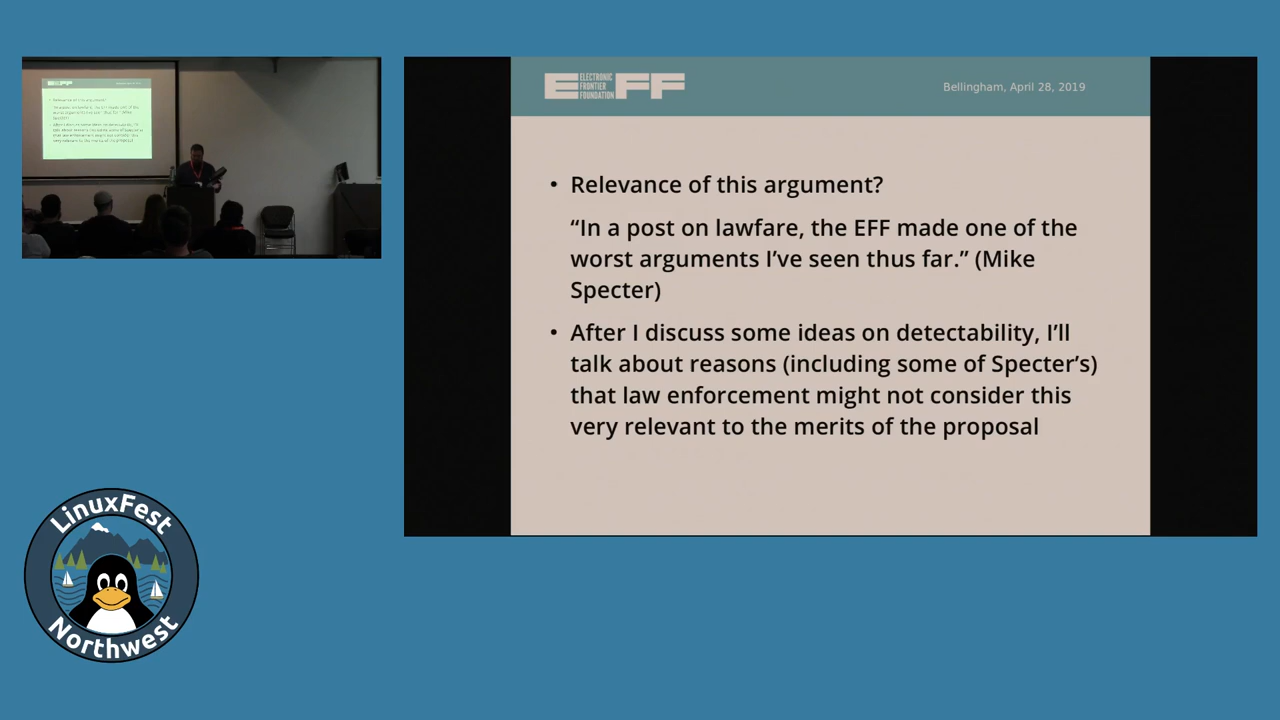 ELECTRONIC
FRONTIER
FOUNDATION
EFF
Bellingham, April 28, 2019
• Relevance of this argument?
“In a post on lawfare, the EFF made one of the
worst arguments I’ve seen thus far.” (Mike
Specter)
• After I discuss some ideas on detectability, I’ll
talk about reasons (including some of Specter’s)
that law enforcement might not consider this
very relevant to the merits of the proposal
LinuxFest
Northwest